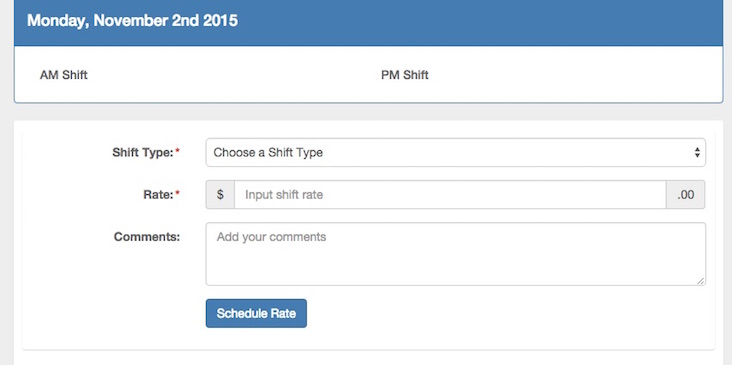 Monday, November 2nd 2015
AM Shift PM Shift
Shift Type:* Choose a Shift Type
Rate:* $ Input shift rate .00
Comments: Add your comments
Schedule Rate